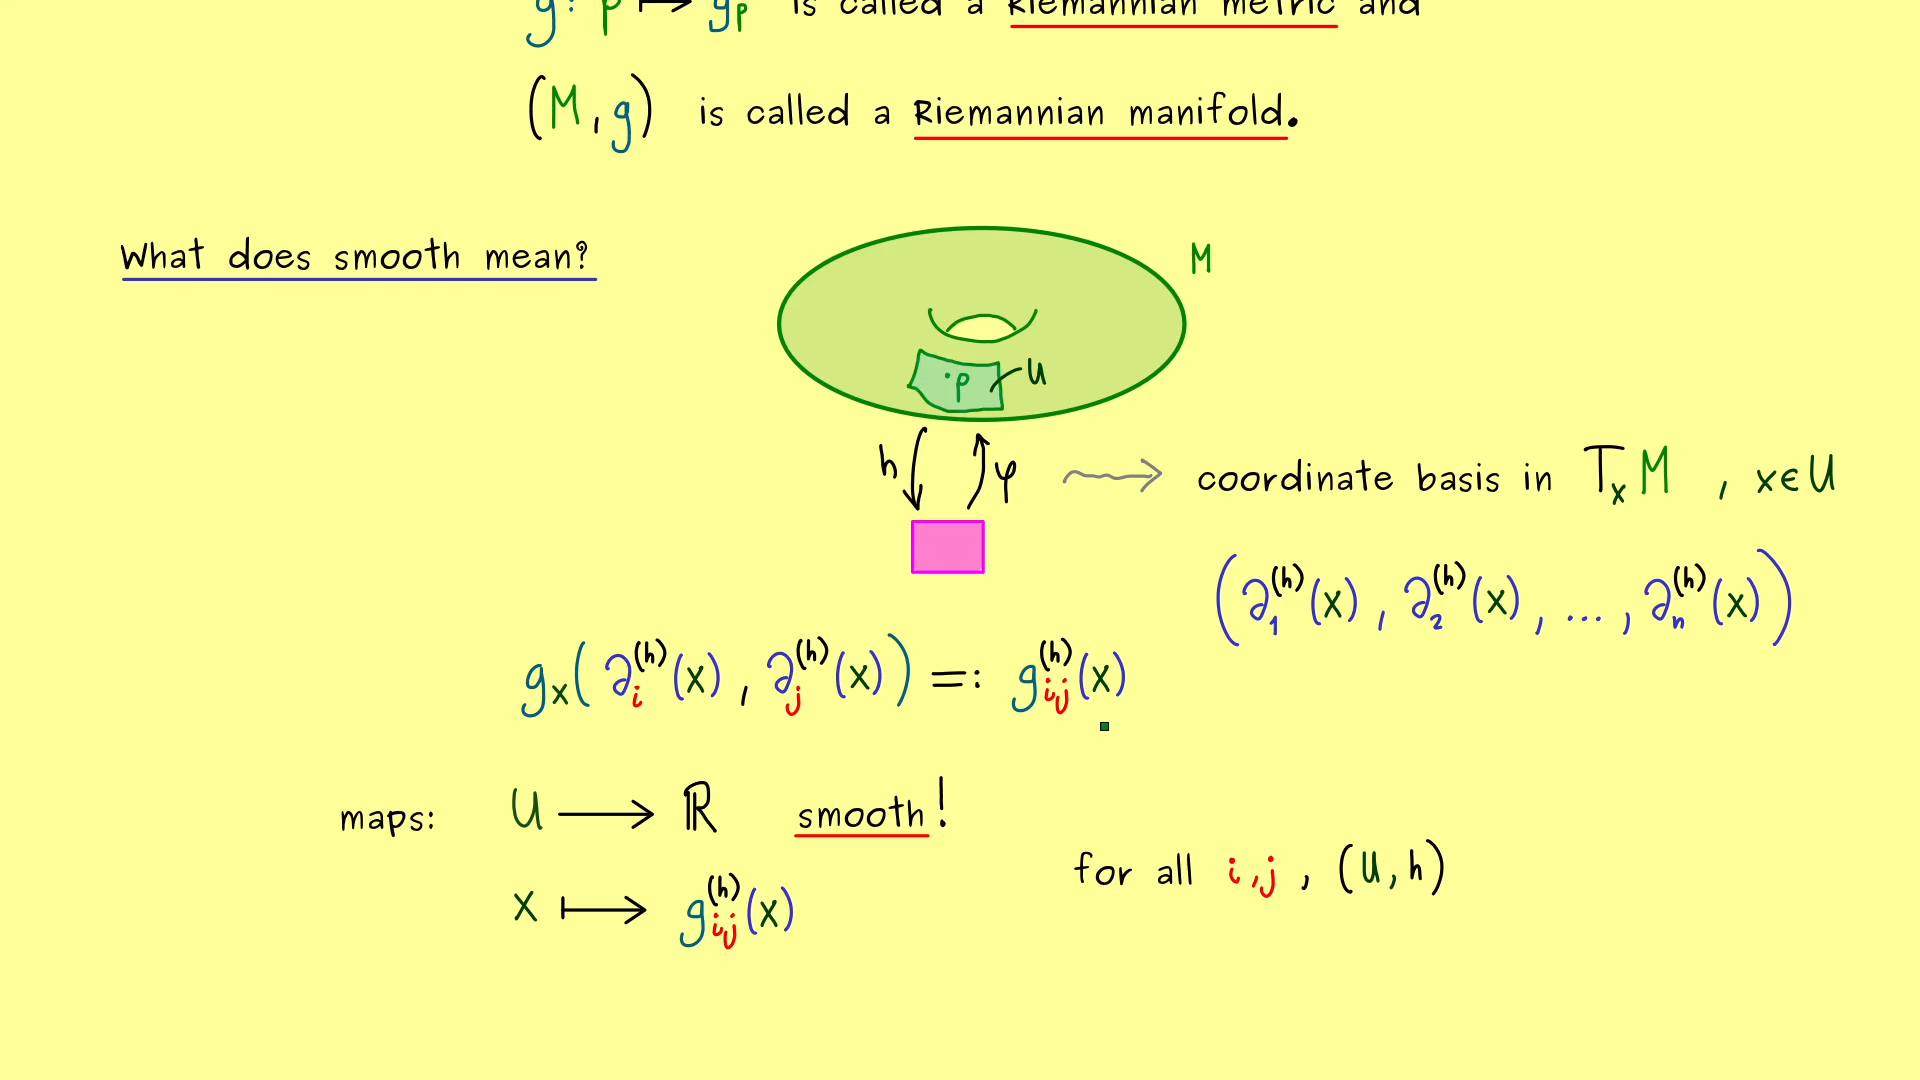 g: p ↦ g_p is called a Riemannian metric and
(M, g) is called a Riemannian manifold.
What does smooth mean?
M
·p
U
h
φ
coordinate basis in T_x M , x∈U
(∂_1^(h)(x) , ∂_2^(h)(x) , ... , ∂_n^(h)(x))
g_x( ∂_i^(h)(x) , ∂_j^(h)(x) ) =: g_ij^(h)(x)
maps: U ⟶ ℝ smooth!
for all i,j , (U,h)
x ⟼ g_ij^(h)(x)